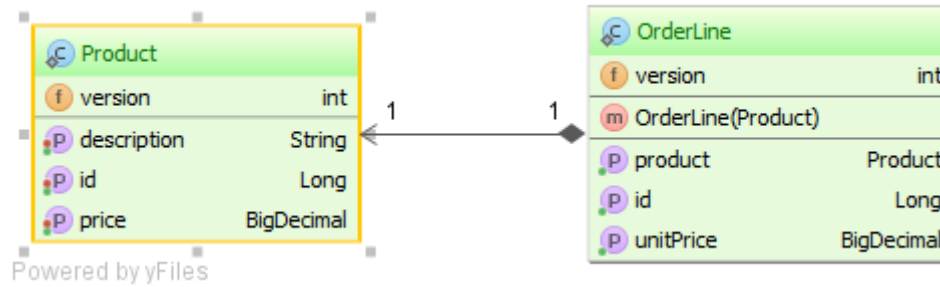 Product
version int
description String
id Long
price BigDecimal
1 1
OrderLine
version int
OrderLine(Product)
product Product
id Long
unitPrice BigDecimal
Powered by yFiles